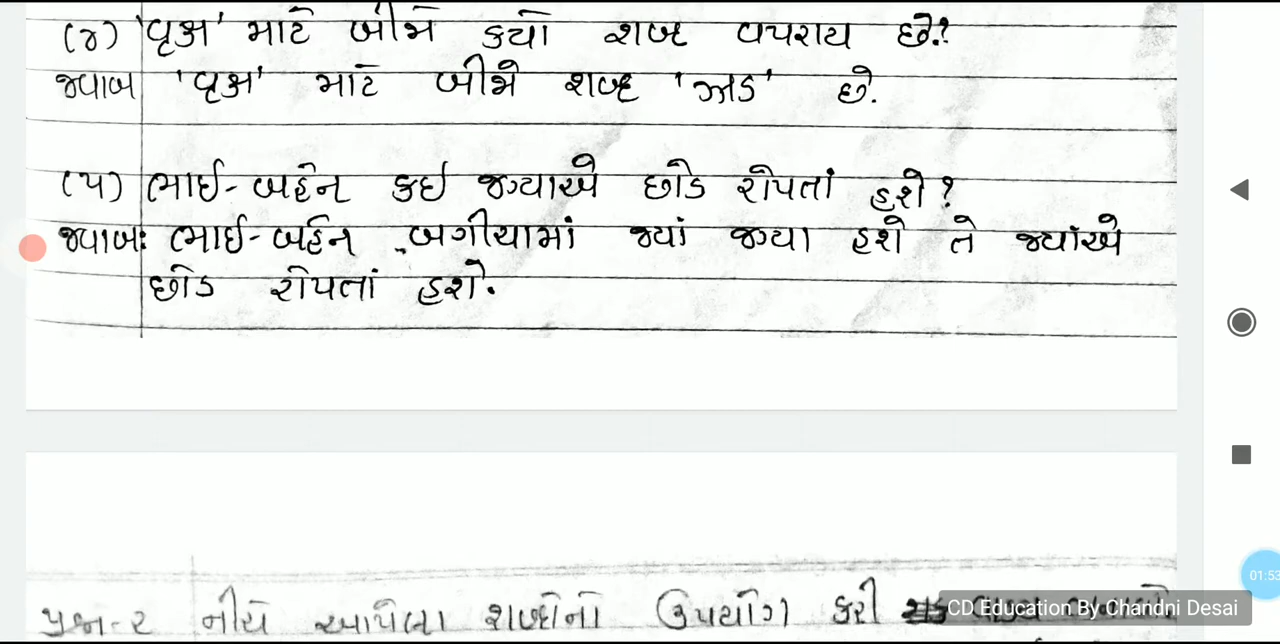 (૪) 'વૃક્ષ' માટે બીજો કયો શબ્દ વપરાય છે?
જવાબ 'વૃક્ષ' માટે બીજો શબ્દ 'ઝાડ' છે.
(૫) ભાઈ-બહેન કઈ જગ્યાએ છોડ રોપતાં હશે?
જવાબઃ ભાઈ-બહેન બગીચામાં જ્યાં જગ્યા હશે તે જગ્યાએ
છોડ રોપતાં હશે.
પ્રશ્ન-૨ નીચે આપેલા શબ્દોનો ઉપયોગ કરી
CD Education By Chandni Desai
01:53